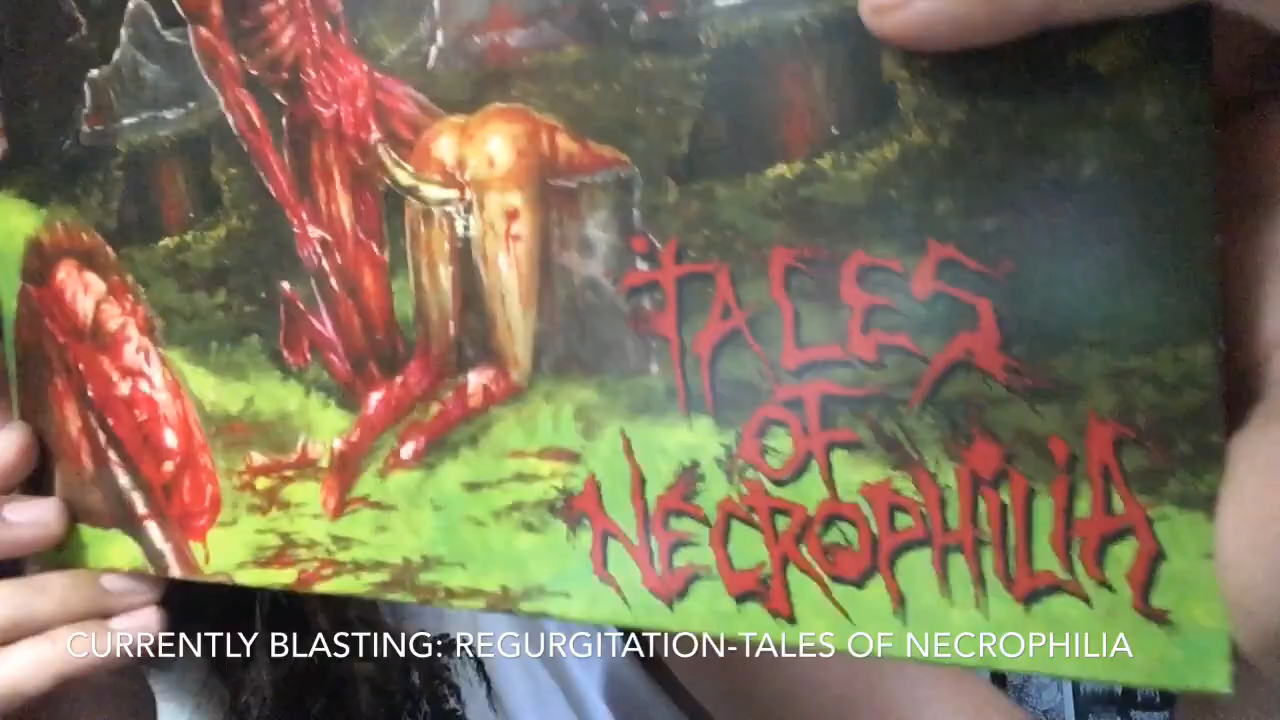 TALES
OF
NECROPHILIA
CURRENTLY BLASTING: REGURGITATION-TALES OF NECROPHILIA